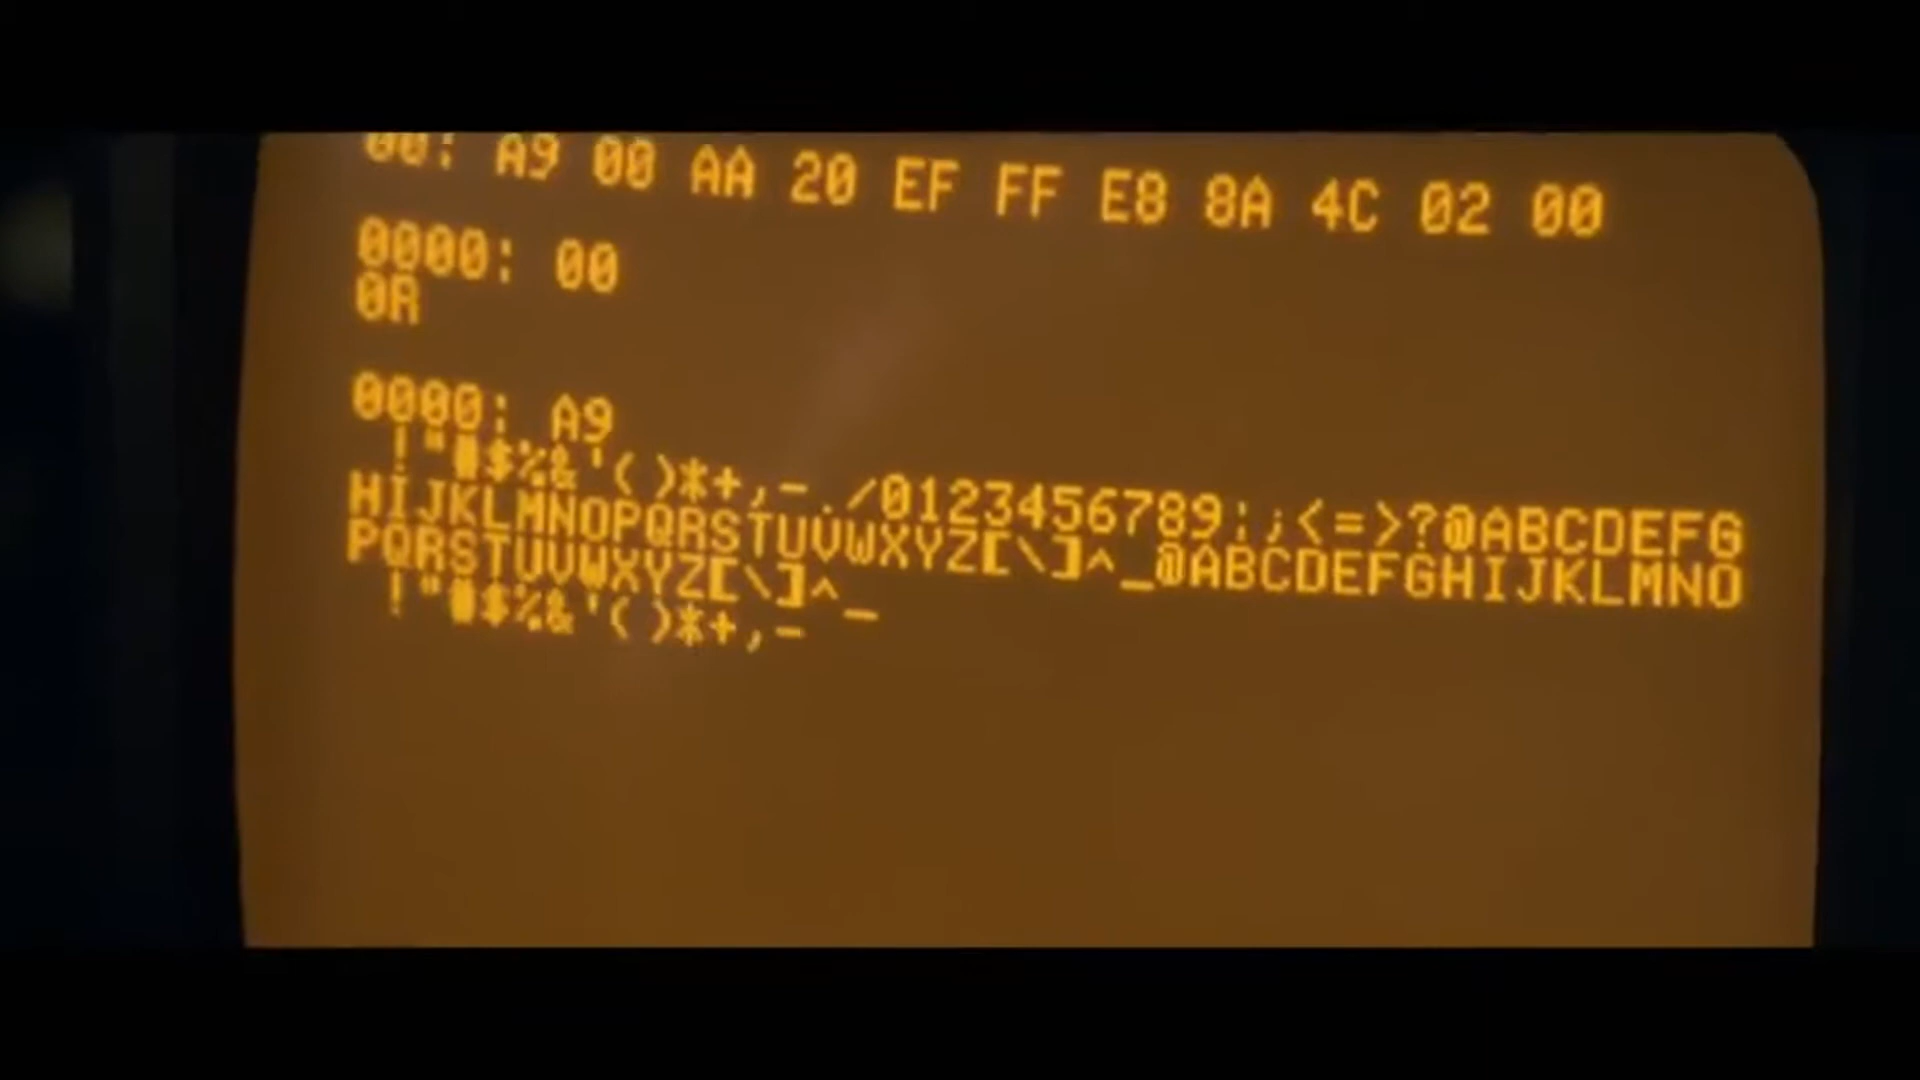 00: A9 00 AA 20 EF FF E8 8A 4C 02 00
0000: 00
0R
0000: A9
!"#$%&'()*+,-./0123456789:;<=>?@ABCDEFG
HIJKLMNOPQRSTUVWXYZ[\]^_@ABCDEFGHIJKLMNO
PQRSTUVWXYZ[\]^_
!"#$%&'()*+,-